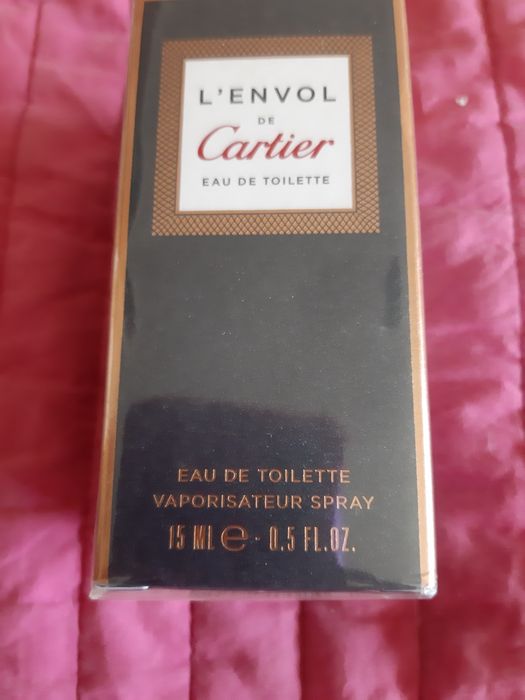 L'ENVOL
DE
Cartier
EAU DE TOILETTE
EAU DE TOILETTE
VAPORISATEUR SPRAY
15 ML ℮ - 0.5 FL.OZ.